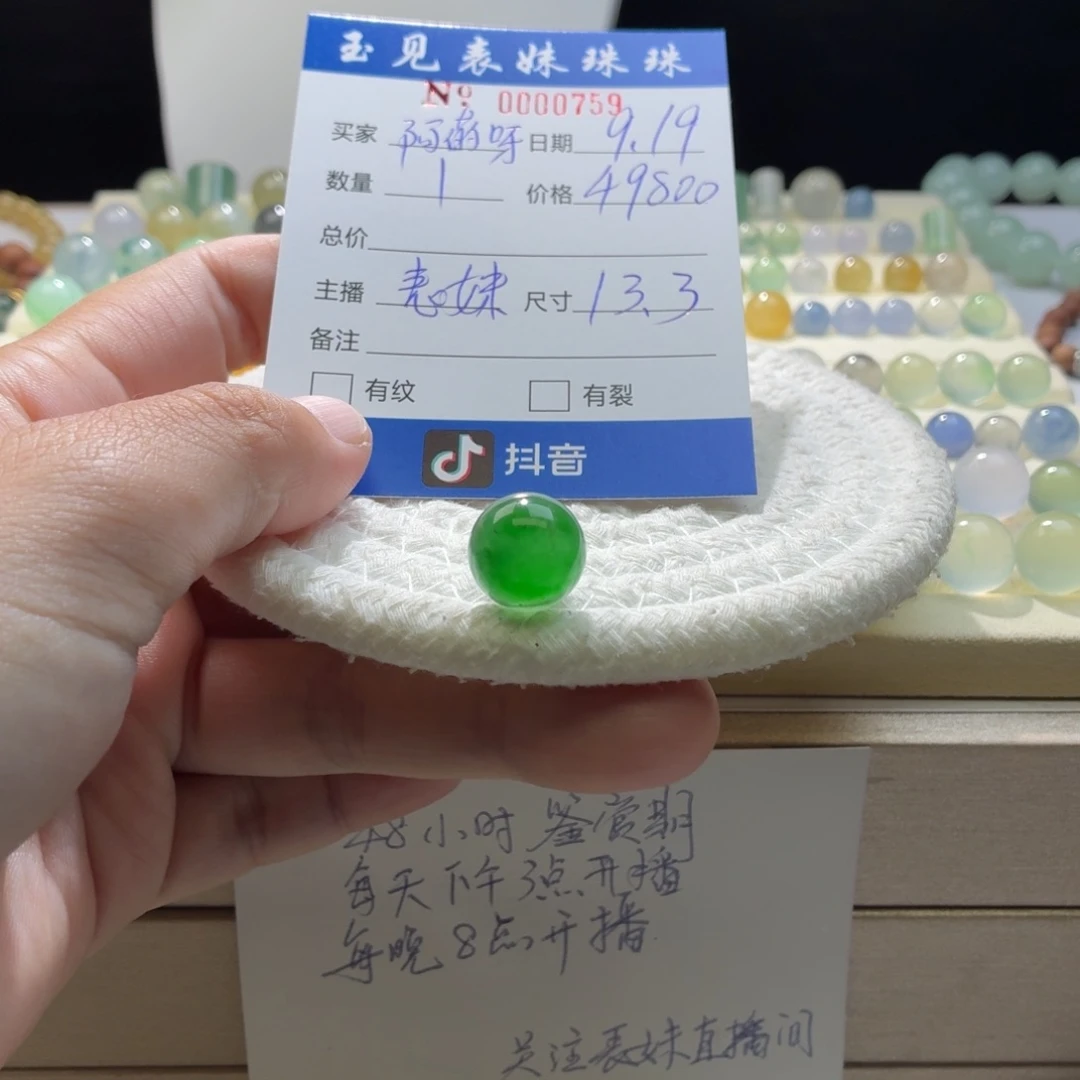 玉见表妹珠珠
Nº 0000759
买家 阿南呀 日期 9.19
数量 1 价格 49800
总价
主播 表妹 尺寸 13.3
备注
有纹 有裂
抖音
48小时鉴赏期
每天下午3点开播
每晚8点开播
关注表妹直播间